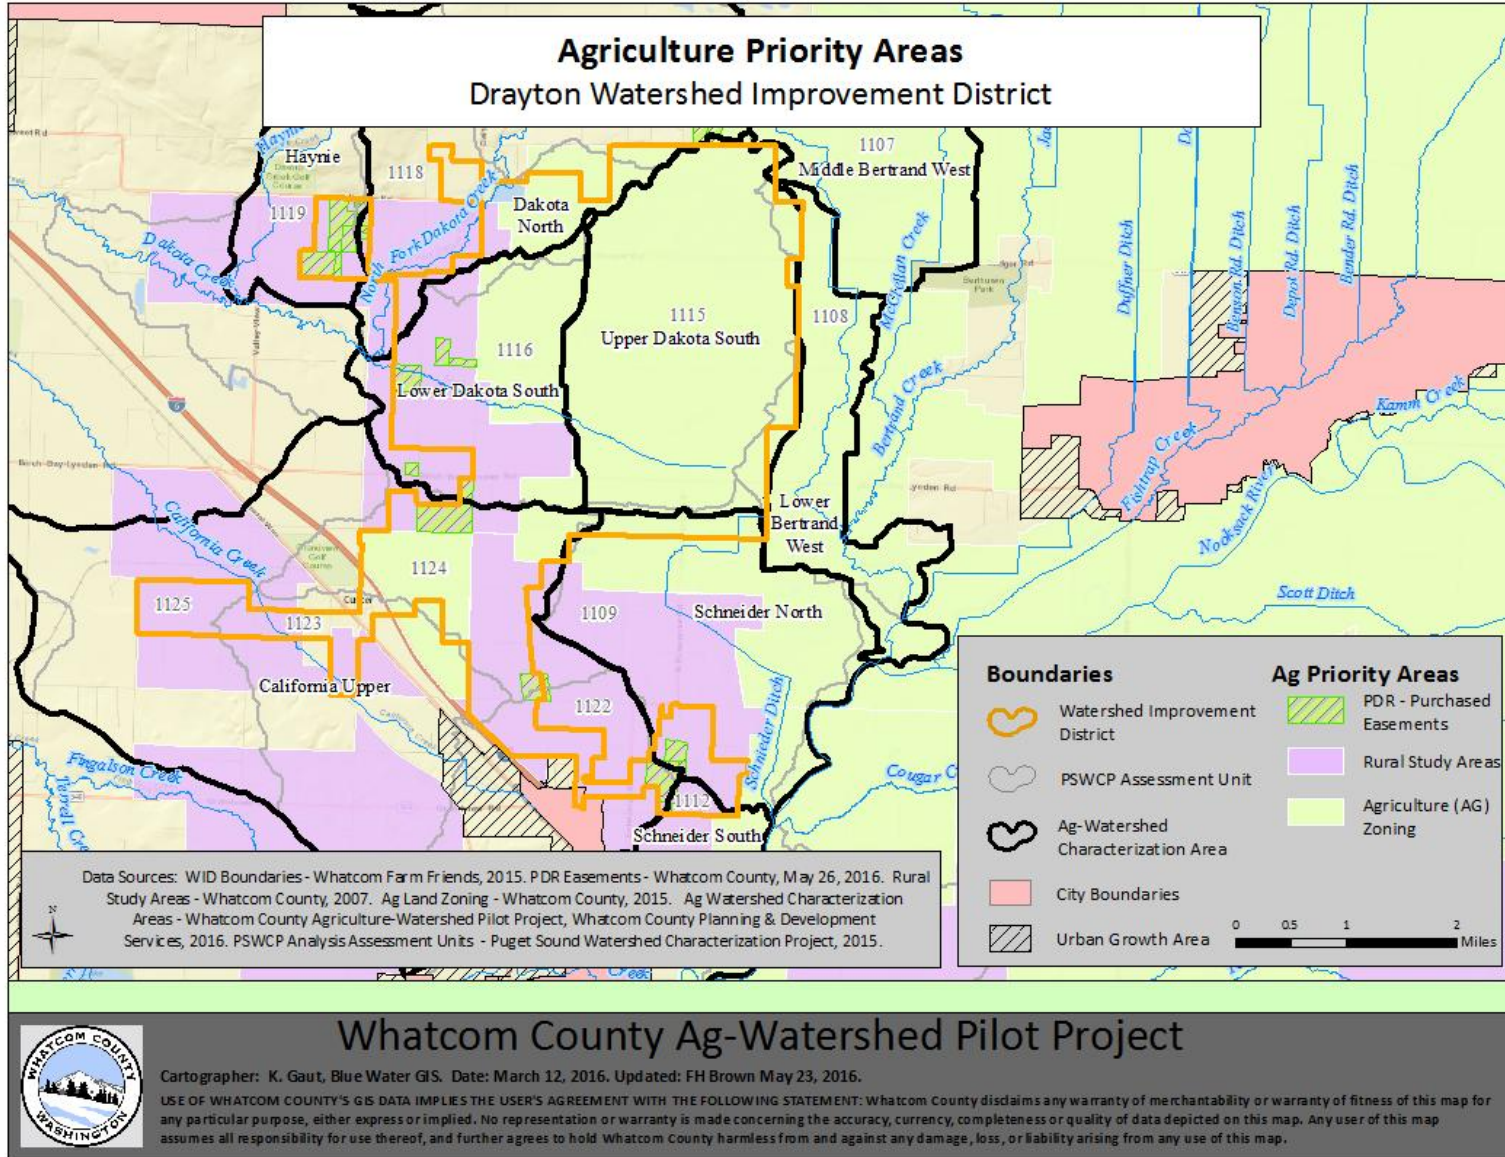 Agriculture Priority Areas
Drayton Watershed Improvement District
1107
Middle Bertrand West
Haynie
1118
1119
Dakota
North
North
Fork Dakota Creek
Dakota Creek
McClellan Creek
Duffner Ditch
Benson Rd. Ditch
Depot Rd. Ditch
Bender Rd. Ditch
1115
Upper Dakota South
1108
1116
Lower Dakota South
Bertrand Creek
Kamm Creek
Fishtrap Creek
Nooksack River
Birch-Bay-Lynden Rd
Lynden Rd
Lower
Bertrand
West
California Creek
1124
Custer
1125
1123
1109
Schneider North
Scott Ditch
California Upper
1122
Schnieder Ditch
Cougar C
Fingalson Creek
1112
Schneider South
Creek
Boundaries
Watershed Improvement
District
PSWCP Assessment Unit
Ag-Watershed
Characterization Area
City Boundaries
Urban Growth Area
Ag Priority Areas
PDR - Purchased
Easements
Rural Study Areas
Agriculture (AG)
Zoning
0 0.5 1 2
Miles
N
Data Sources: WID Boundaries - Whatcom Farm Friends, 2015. PDR Easements - Whatcom County, May 26, 2016. Rural
Study Areas - Whatcom County, 2007. Ag Land Zoning - Whatcom County, 2015. Ag Watershed Characterization
Areas - Whatcom County Agriculture-Watershed Pilot Project, Whatcom County Planning & Development
Services, 2016. PSWCP Analysis Assessment Units - Puget Sound Watershed Characterization Project, 2015.
Whatcom County Ag-Watershed Pilot Project
WHATCOM COUNTY
WASHINGTON
Cartographer: K. Gaut, Blue Water GIS. Date: March 12, 2016. Updated: FH Brown May 23, 2016.
USE OF WHATCOM COUNTY'S GIS DATA IMPLIES THE USER'S AGREEMENT WITH THE FOLLOWING STATEMENT: Whatcom County disclaims any warranty of merchantability or warranty of fitness of this map for
any particular purpose, either express or implied. No representation or warranty is made concerning the accuracy, currency, completeness or quality of data depicted on this map. Any user of this map
assumes all responsibility for use thereof, and further agrees to hold Whatcom County harmless from and against any damage, loss, or liability arising from any use of this map.